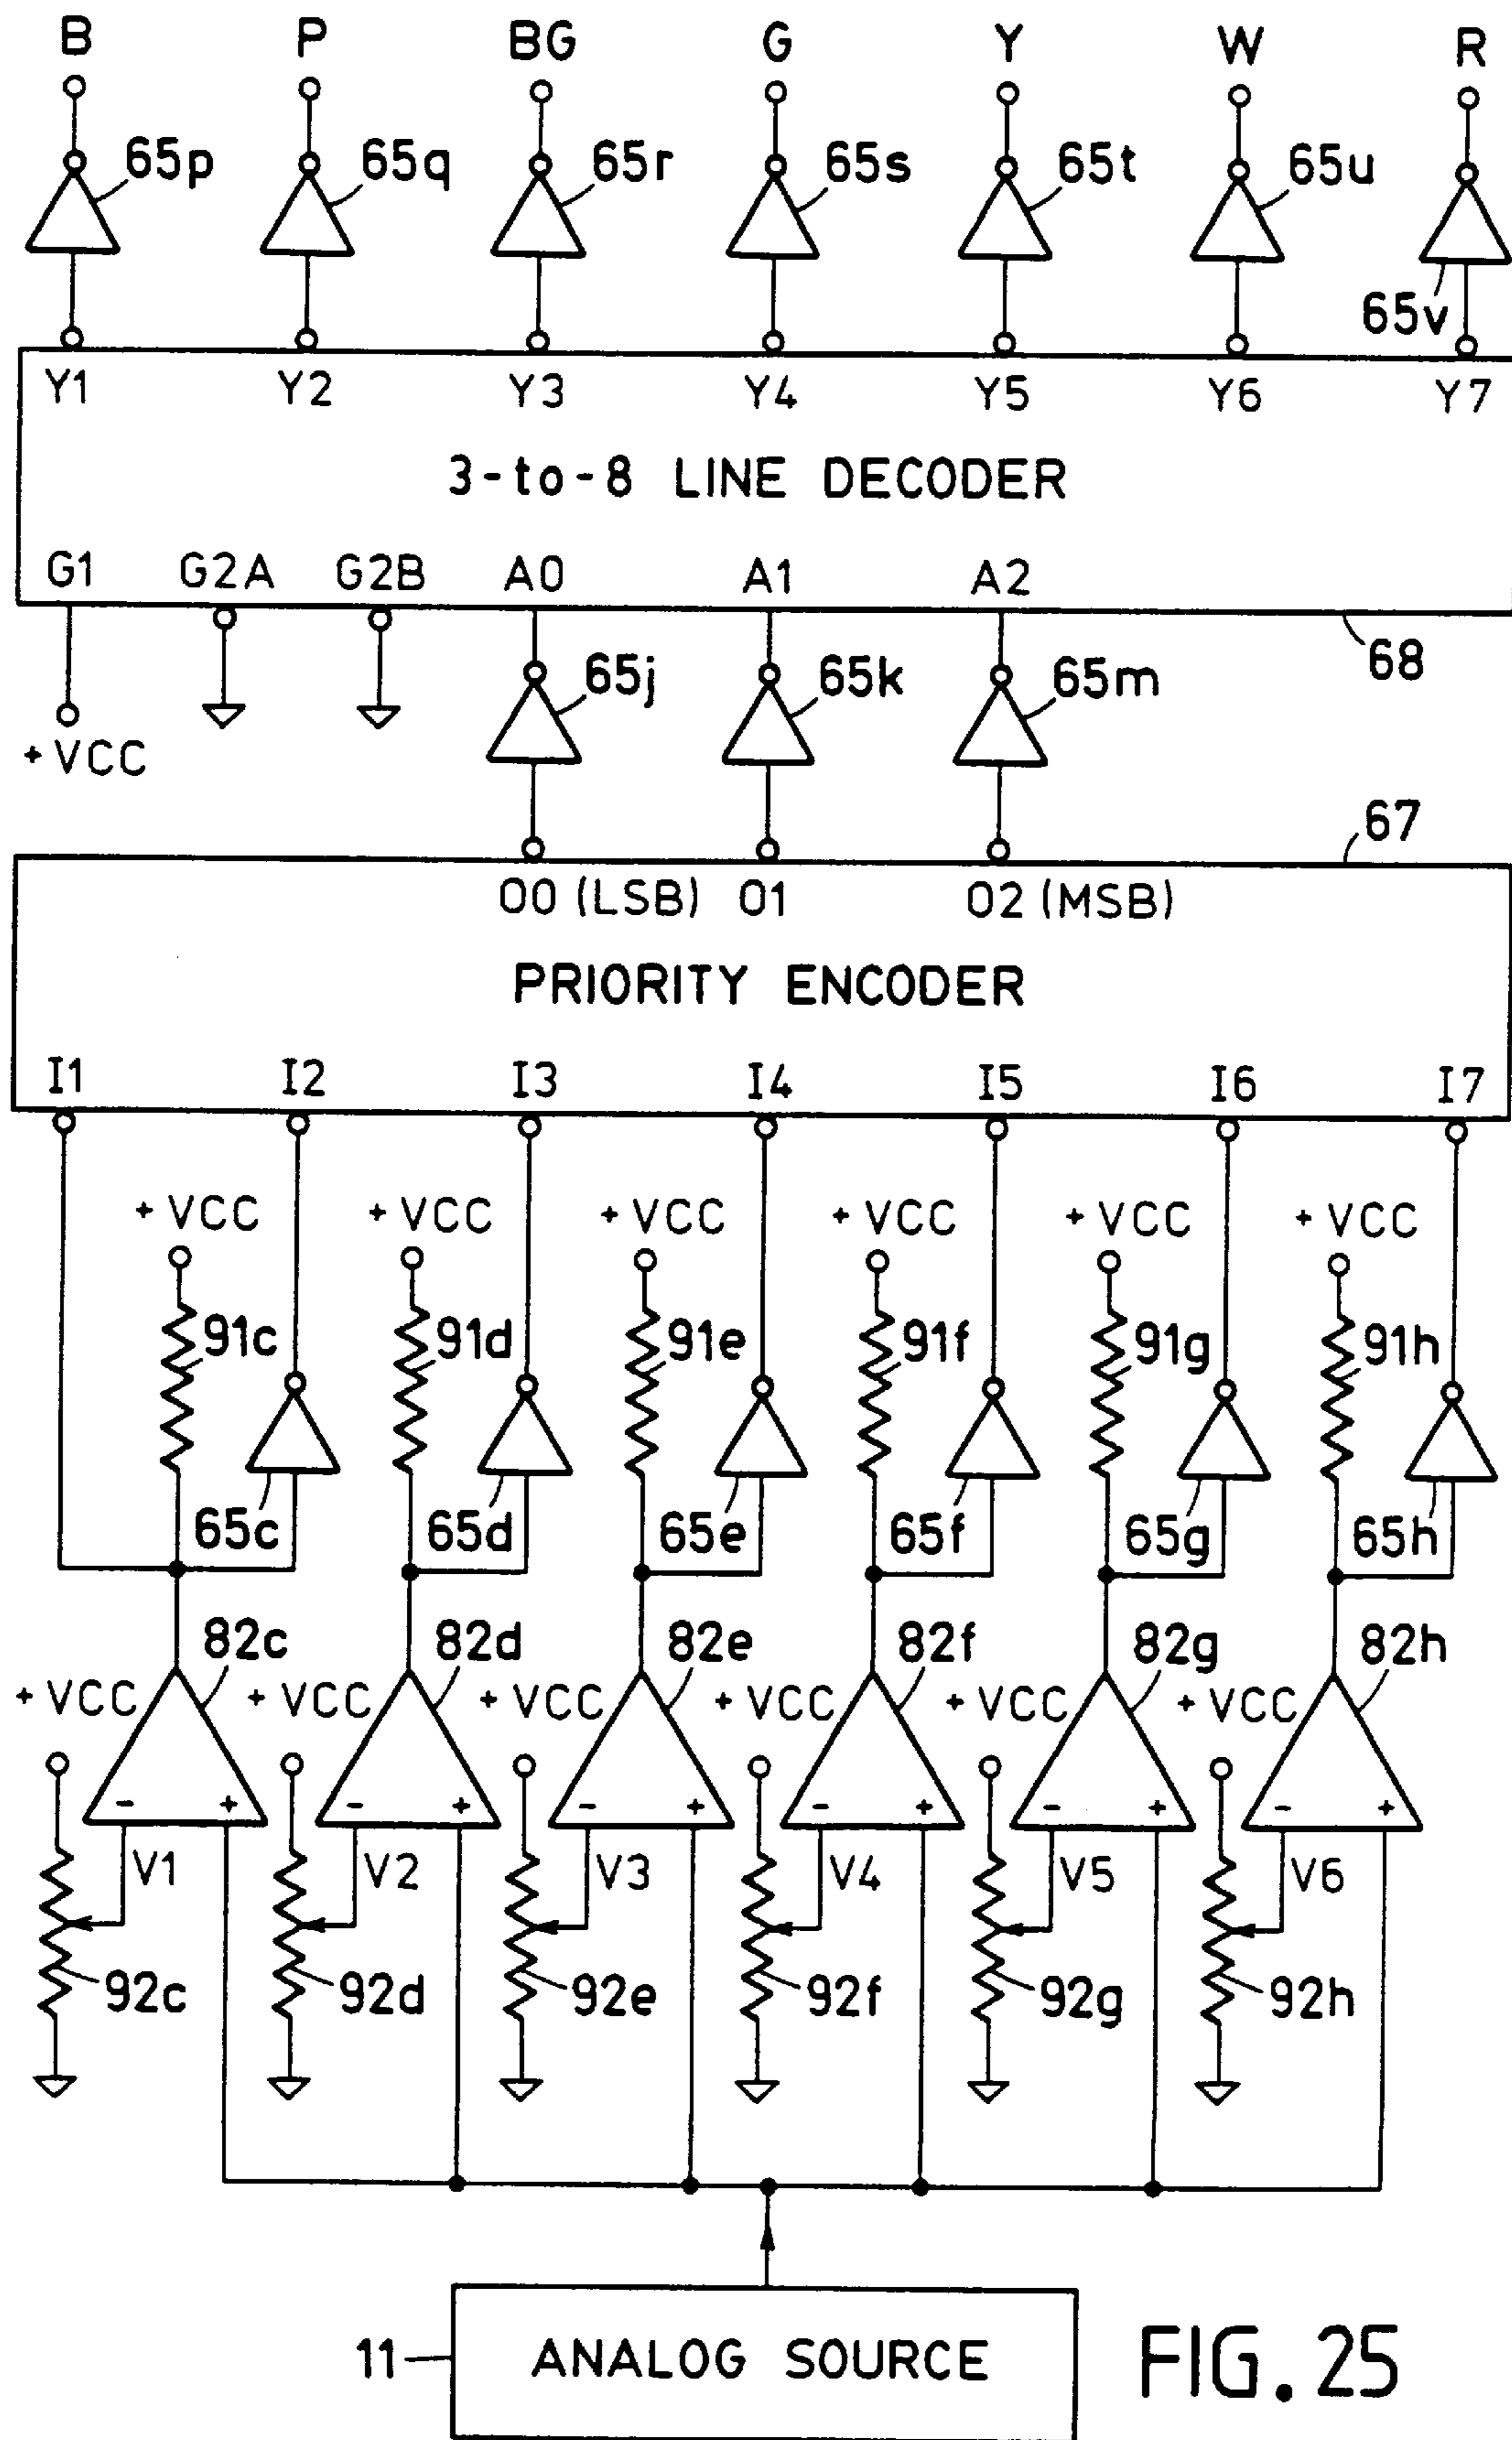 B P BG G Y W R
65p 65q 65r 65s 65t 65u
65v
Y1 Y2 Y3 Y4 Y5 Y6 Y7
3-to-8 LINE DECODER
G1 G2A G2B A0 A1 A2
68
65j 65k 65m
+ VCC
67
O0 (LSB) O1 O2 (MSB)
PRIORITY ENCODER
I1 I2 I3 I4 I5 I6 I7
+ VCC + VCC + VCC + VCC + VCC + VCC
91c 91d 91e 91f 91g 91h
65c 65d 65e 65f 65g 65h
82c 82d 82e 82f 82g 82h
+ VCC + VCC + VCC + VCC + VCC + VCC
- + - + - + - + - + - +
V1 V2 V3 V4 V5 V6
92c 92d 92e 92f 92g 92h
11 ANALOG SOURCE
FIG. 25